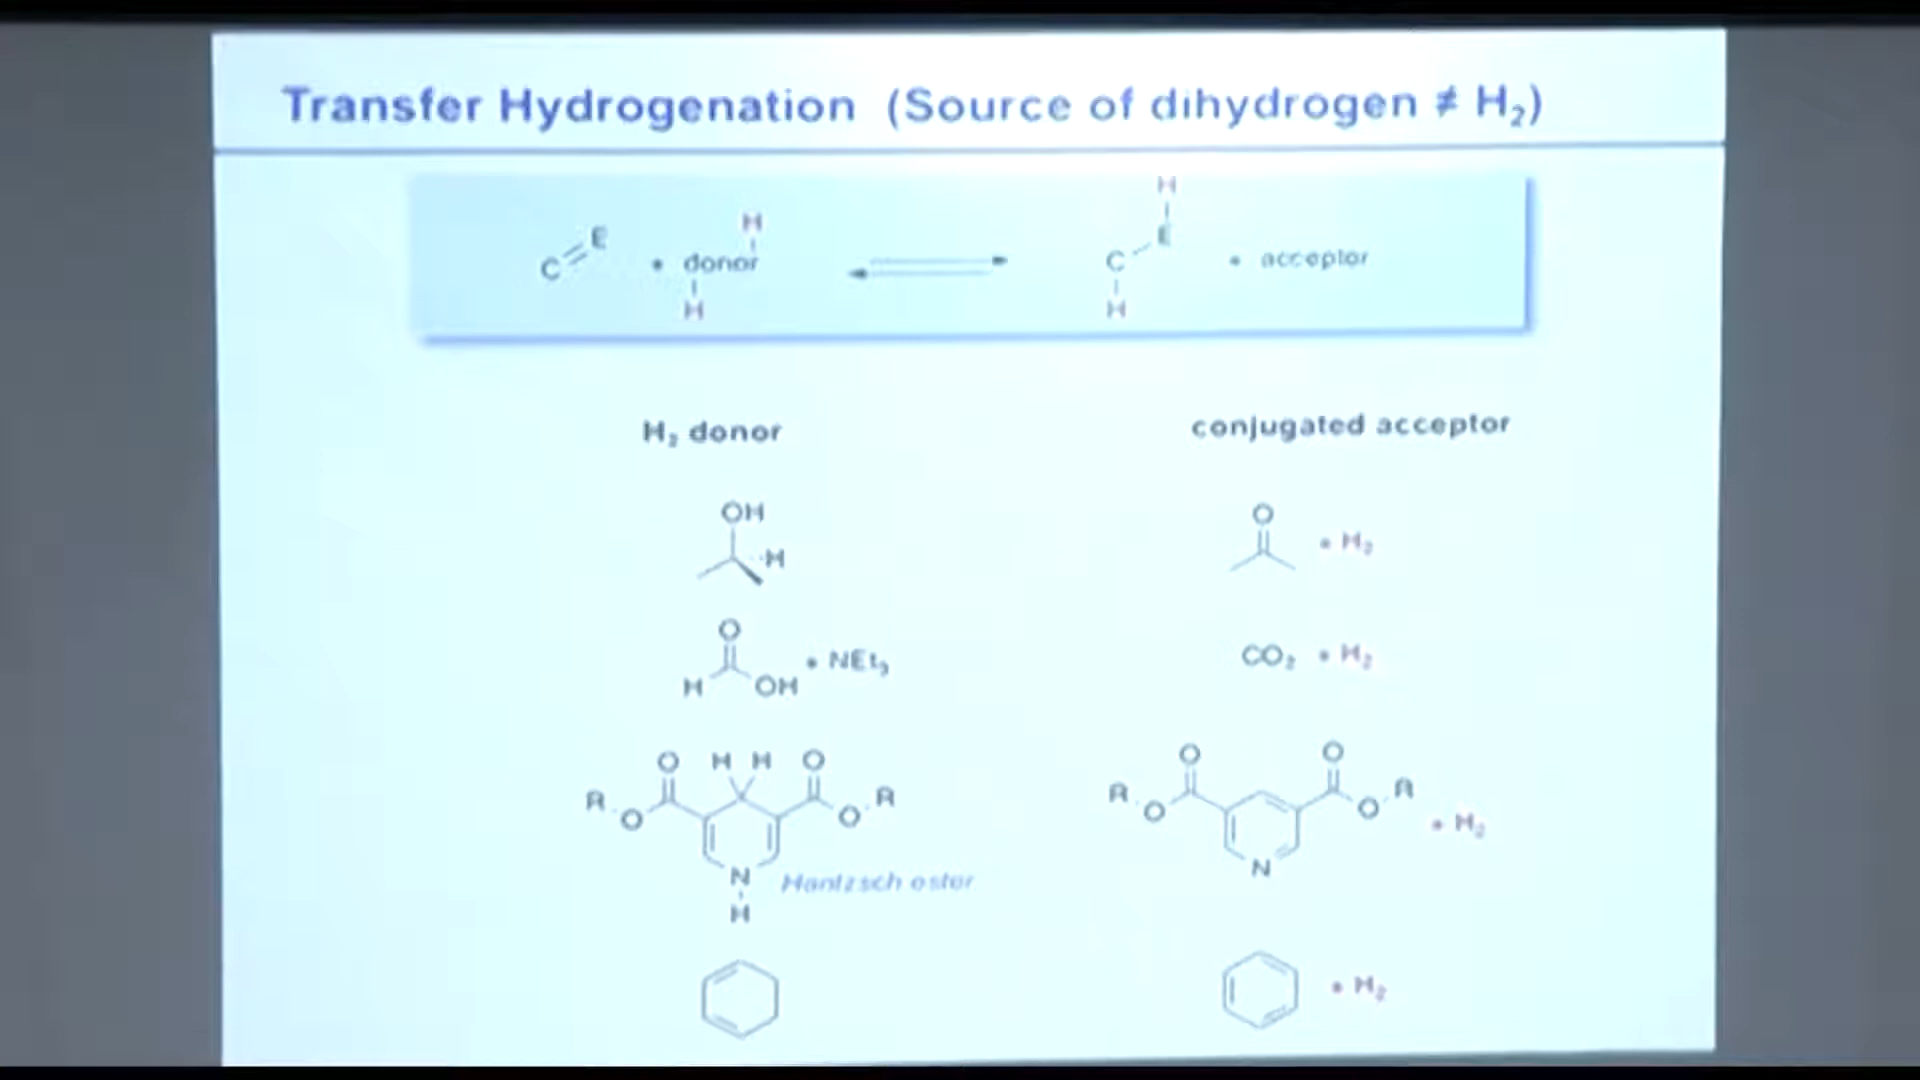 Transfer Hydrogenation (Source of dihydrogen ≠ H₂)
C E + donor H H
C E H H + acceptor
H₂ donor
conjugated acceptor
OH
H
O
+ H₂
O
H OH + NEt₃
CO₂ + H₂
O H H O
R O O R
N
H
Hantzsch ester
O O
R O O R
N
+ H₂
+ H₂